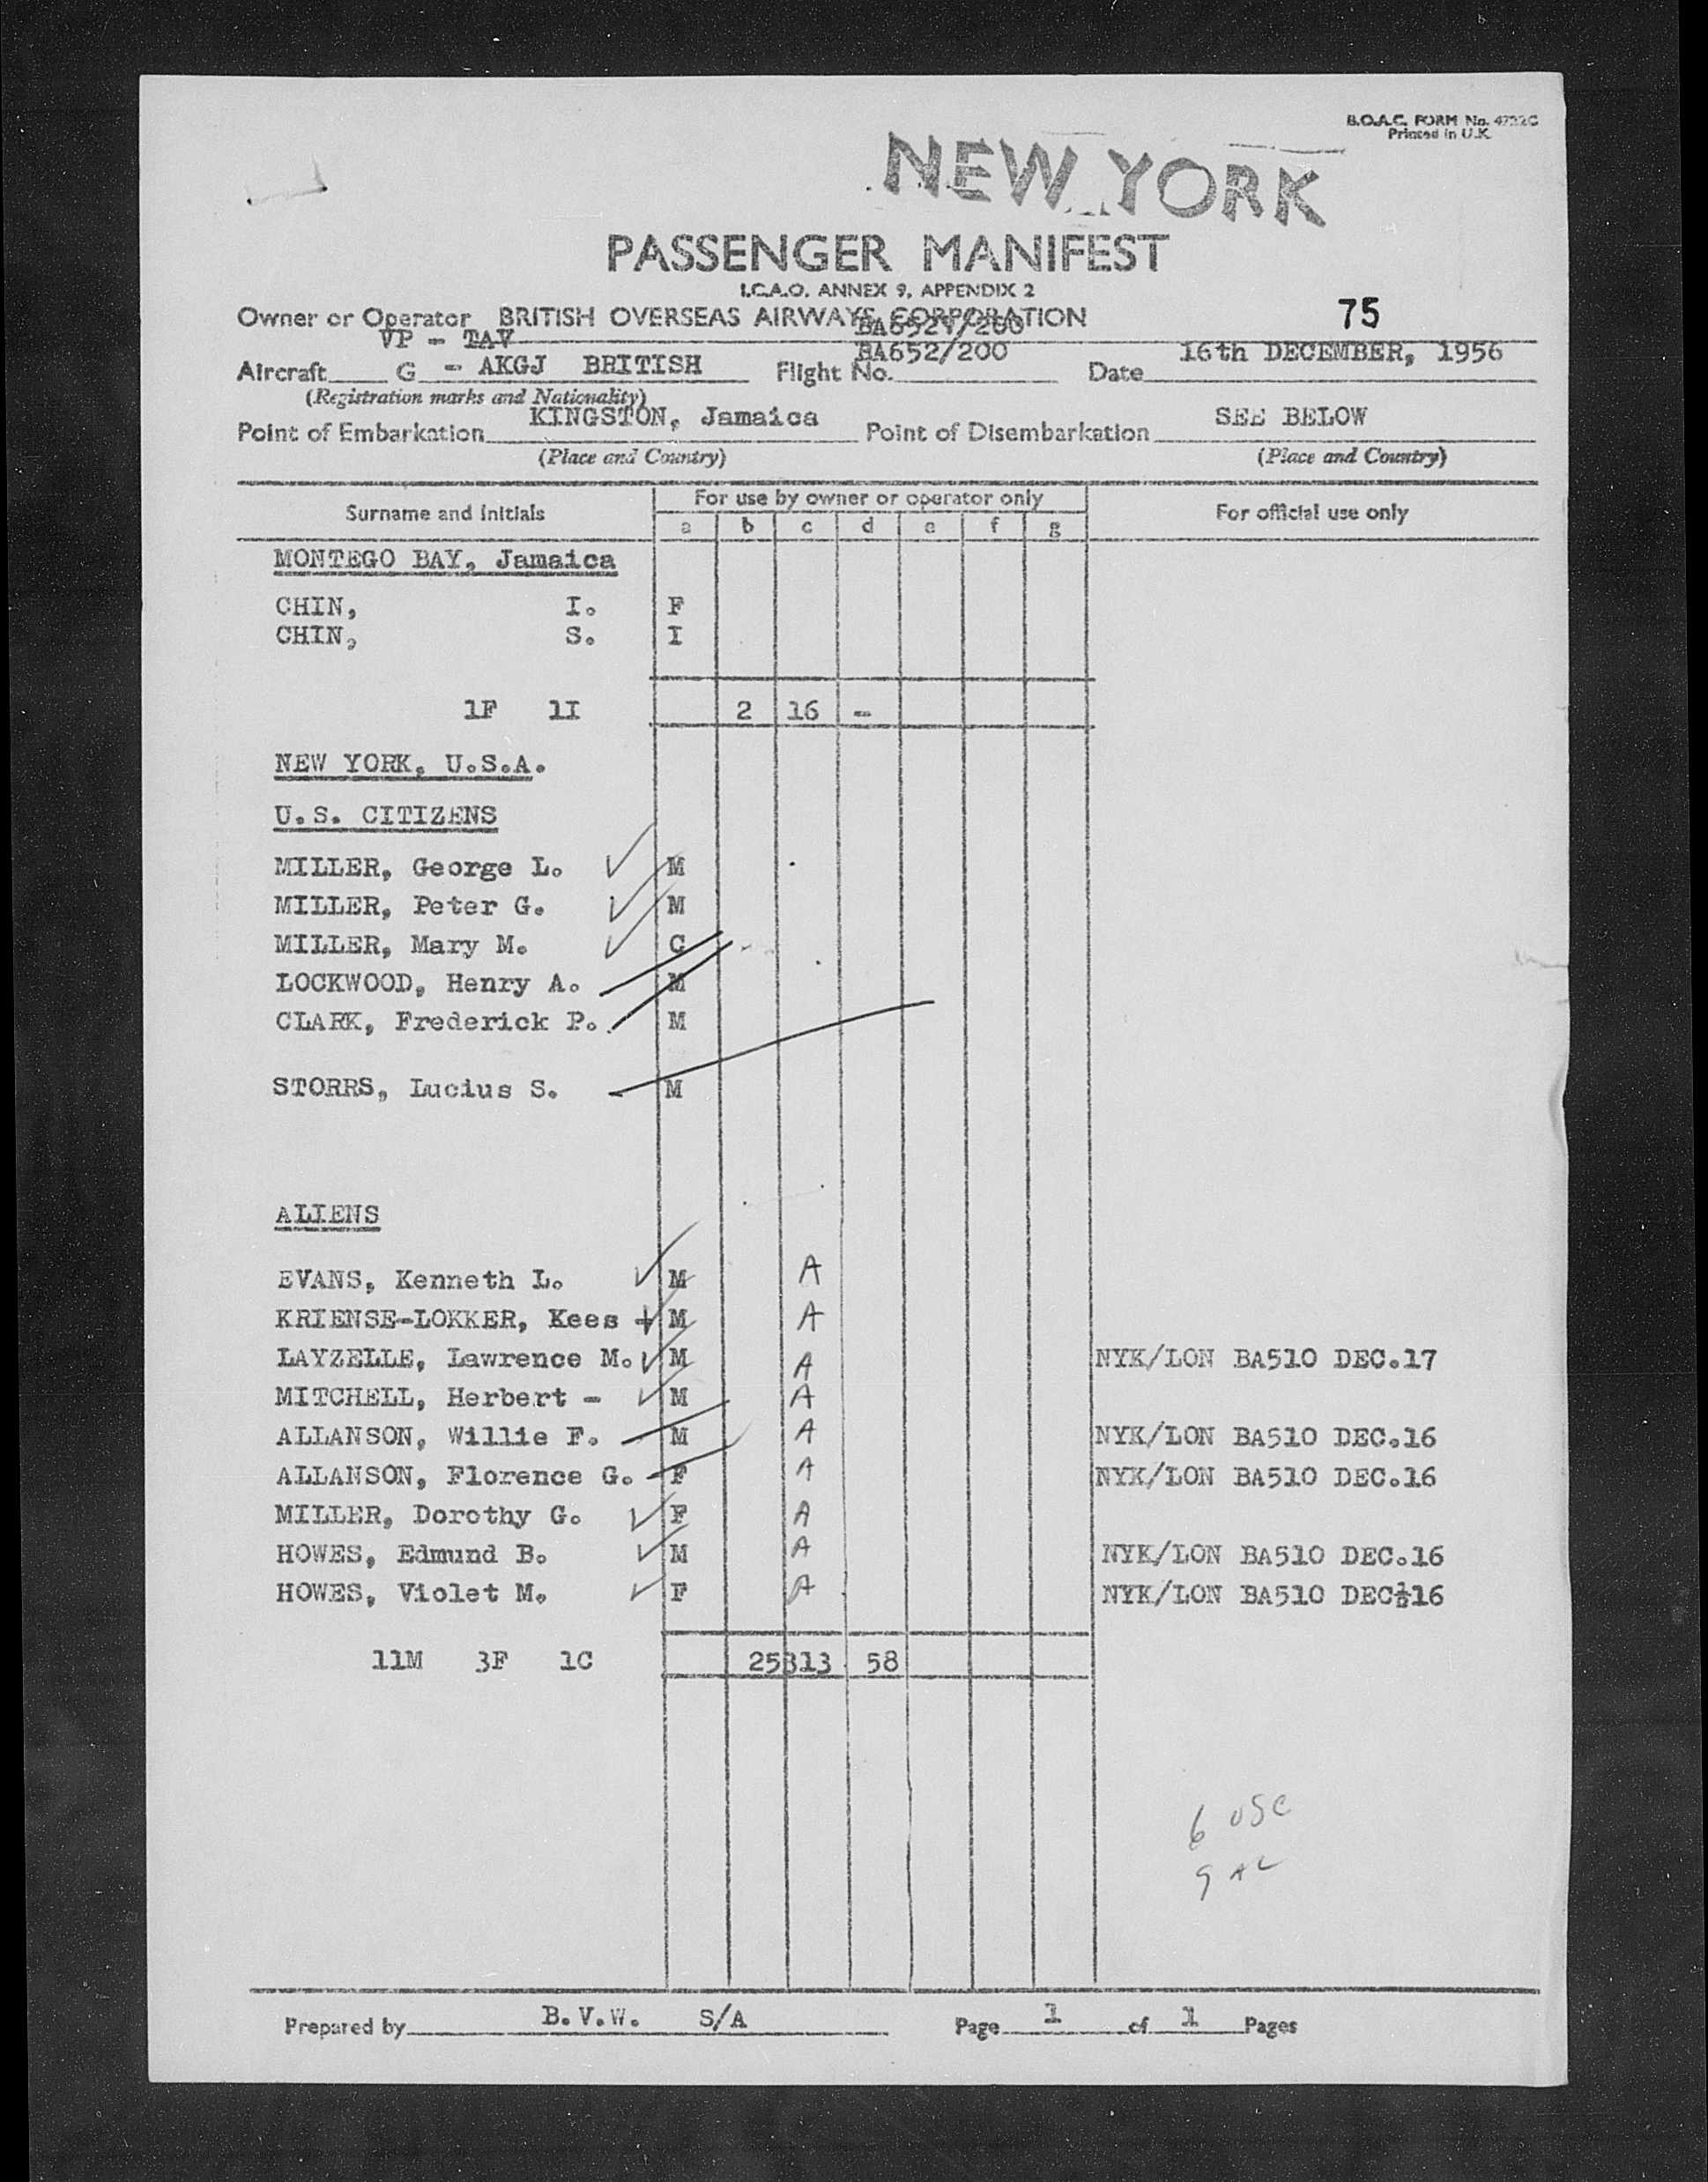 B.O.A.C. FORM No. 4722C
Printed in U.K.
NEW YORK
PASSENGER MANIFEST
I.C.A.O. ANNEX 9, APPENDIX 2
75
Owner or Operator BRITISH OVERSEAS AIRWAYS CORPORATION
VP - TAV
Aircraft G - AKGJ BRITISH Flight No. BA652/200 Date 16th DECEMBER, 1956
(Registration marks and Nationality)
Point of Embarkation KINGSTON, Jamaica Point of Disembarkation SEE BELOW
(Place and Country) (Place and Country)
Surname and initials For use by owner or operator only For official use only
a b c d e f g
MONTEGO BAY, Jamaica
CHIN, I. F
CHIN, S. I
1F 1I 2 16 -
NEW YORK, U.S.A.
U.S. CITIZENS
MILLER, George L. M
MILLER, Peter G. M
MILLER, Mary M. C
LOCKWOOD, Henry A. M
CLARK, Frederick P. M
STORRS, Lucius S. M
ALIENS
EVANS, Kenneth L. M A
KRIENSE-LOKKER, Kees M A
LAYZELLE, Lawrence M. M A NYK/LON BA510 DEC.17
MITCHELL, Herbert - M A
ALLANSON, Willie F. M A NYK/LON BA510 DEC.16
ALLANSON, Florence G. F A NYK/LON BA510 DEC.16
MILLER, Dorothy G. F A
HOWES, Edmund B. M A NYK/LON BA510 DEC.16
HOWES, Violet M. F A NYK/LON BA510 DEC.16
11M 3F 1C 25 313 58
6 USC
9 AL
Prepared by B.V.W. S/A Page 1 of 1 Pages